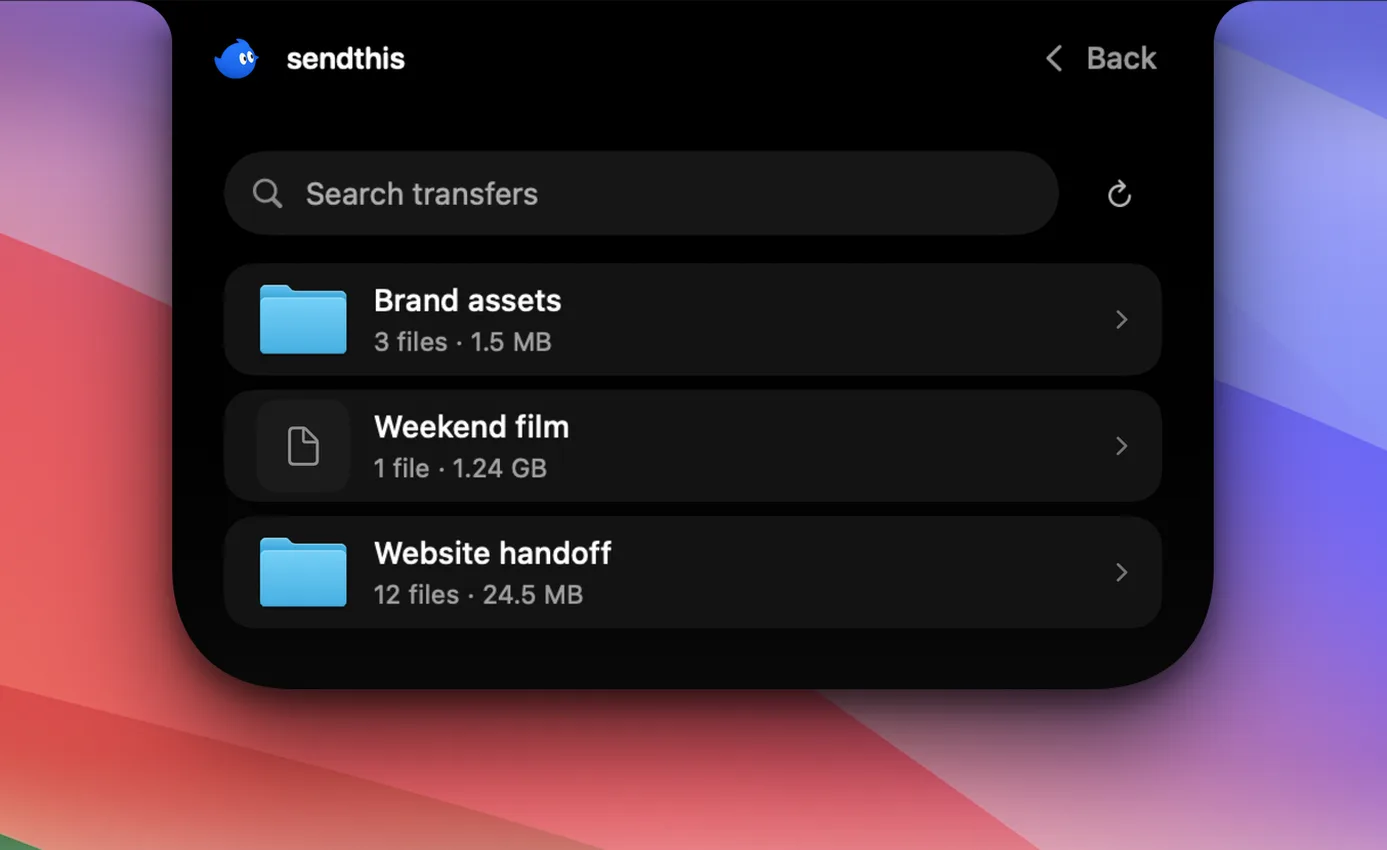 sendthis
Back
Search transfers
Brand assets
3 files · 1.5 MB
Weekend film
1 file · 1.24 GB
Website handoff
12 files · 24.5 MB